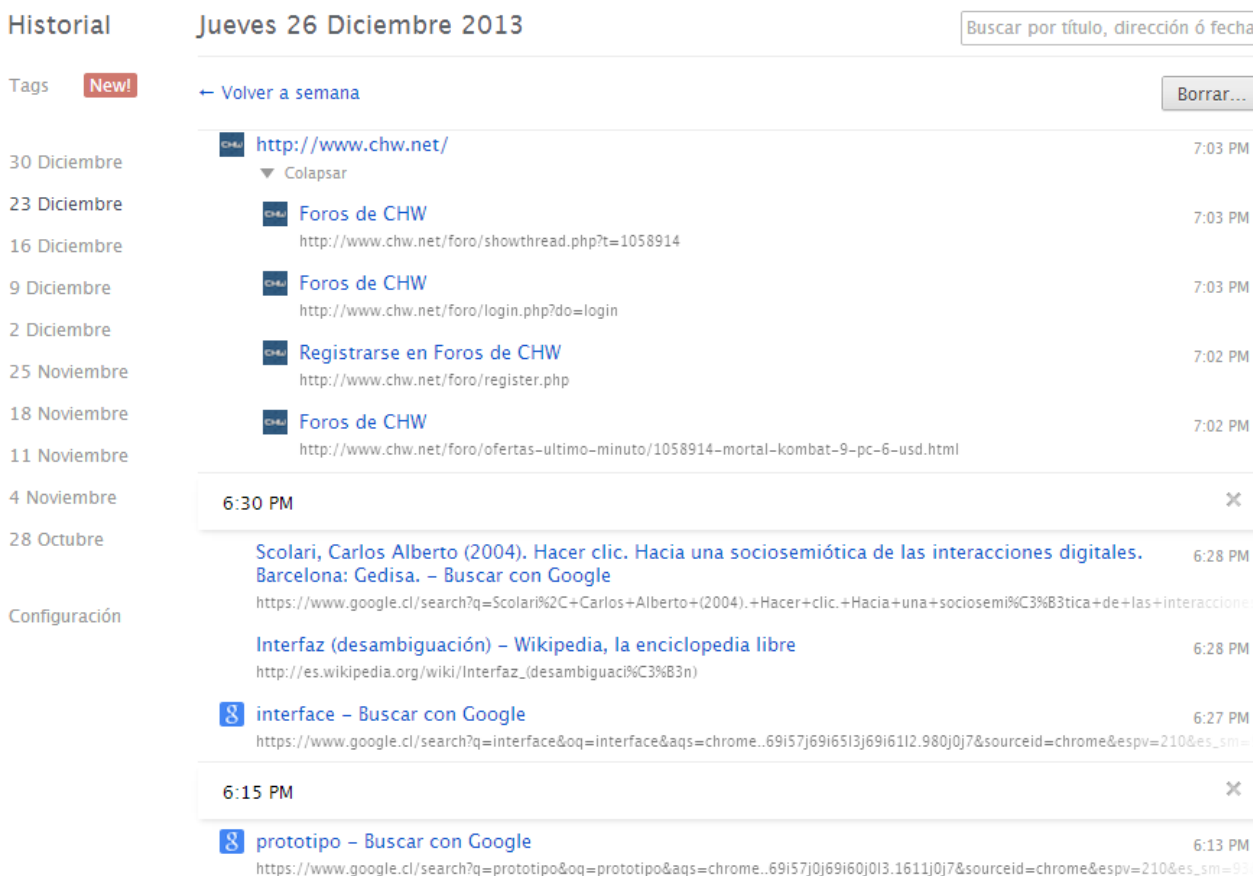 Historial
Jueves 26 Diciembre 2013
Buscar por título, dirección ó fecha
Tags New!
← Volver a semana
Borrar...
30 Diciembre
23 Diciembre
16 Diciembre
9 Diciembre
2 Diciembre
25 Noviembre
18 Noviembre
11 Noviembre
4 Noviembre
28 Octubre
Configuración
CHW http://www.chw.net/ 7:03 PM
▼ Colapsar
CHW Foros de CHW 7:03 PM
http://www.chw.net/foro/showthread.php?t=1058914
CHW Foros de CHW 7:03 PM
http://www.chw.net/foro/login.php?do=login
CHW Registrarse en Foros de CHW 7:02 PM
http://www.chw.net/foro/register.php
CHW Foros de CHW 7:02 PM
http://www.chw.net/foro/ofertas-ultimo-minuto/1058914-mortal-kombat-9-pc-6-usd.html
6:30 PM ×
Scolari, Carlos Alberto (2004). Hacer clic. Hacia una sociosemiótica de las interacciones digitales. 6:28 PM
Barcelona: Gedisa. – Buscar con Google
https://www.google.cl/search?q=Scolari%2C+Carlos+Alberto+(2004).+Hacer+clic.+Hacia+una+sociosemi%C3%B3tica+de+las+interacciones
Interfaz (desambiguación) – Wikipedia, la enciclopedia libre 6:28 PM
http://es.wikipedia.org/wiki/Interfaz_(desambiguaci%C3%B3n)
8 interface – Buscar con Google 6:27 PM
https://www.google.cl/search?q=interface&oq=interface&aqs=chrome..69i57j69i65l3j69i61l2.980j0j7&sourceid=chrome&espv=210&es_sm=
6:15 PM ×
8 prototipo – Buscar con Google 6:13 PM
https://www.google.cl/search?q=prototipo&oq=prototipo&aqs=chrome..69i57j0j69i60j0l3.1611j0j7&sourceid=chrome&espv=210&es_sm=93